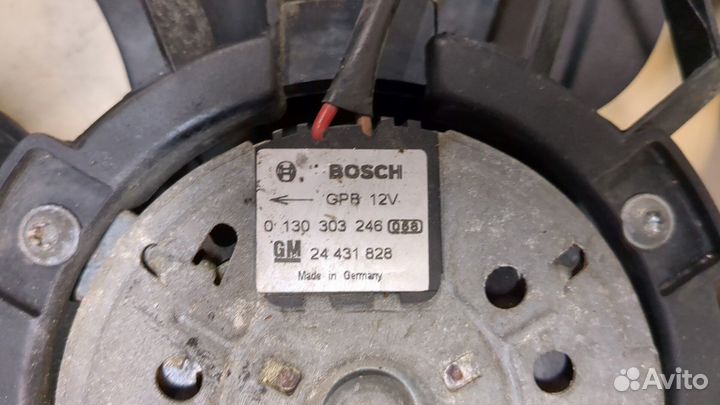 BOSCH
GPB 12V
0 130 303 246 088
GM 24 431 828
Made in Germany
Avito